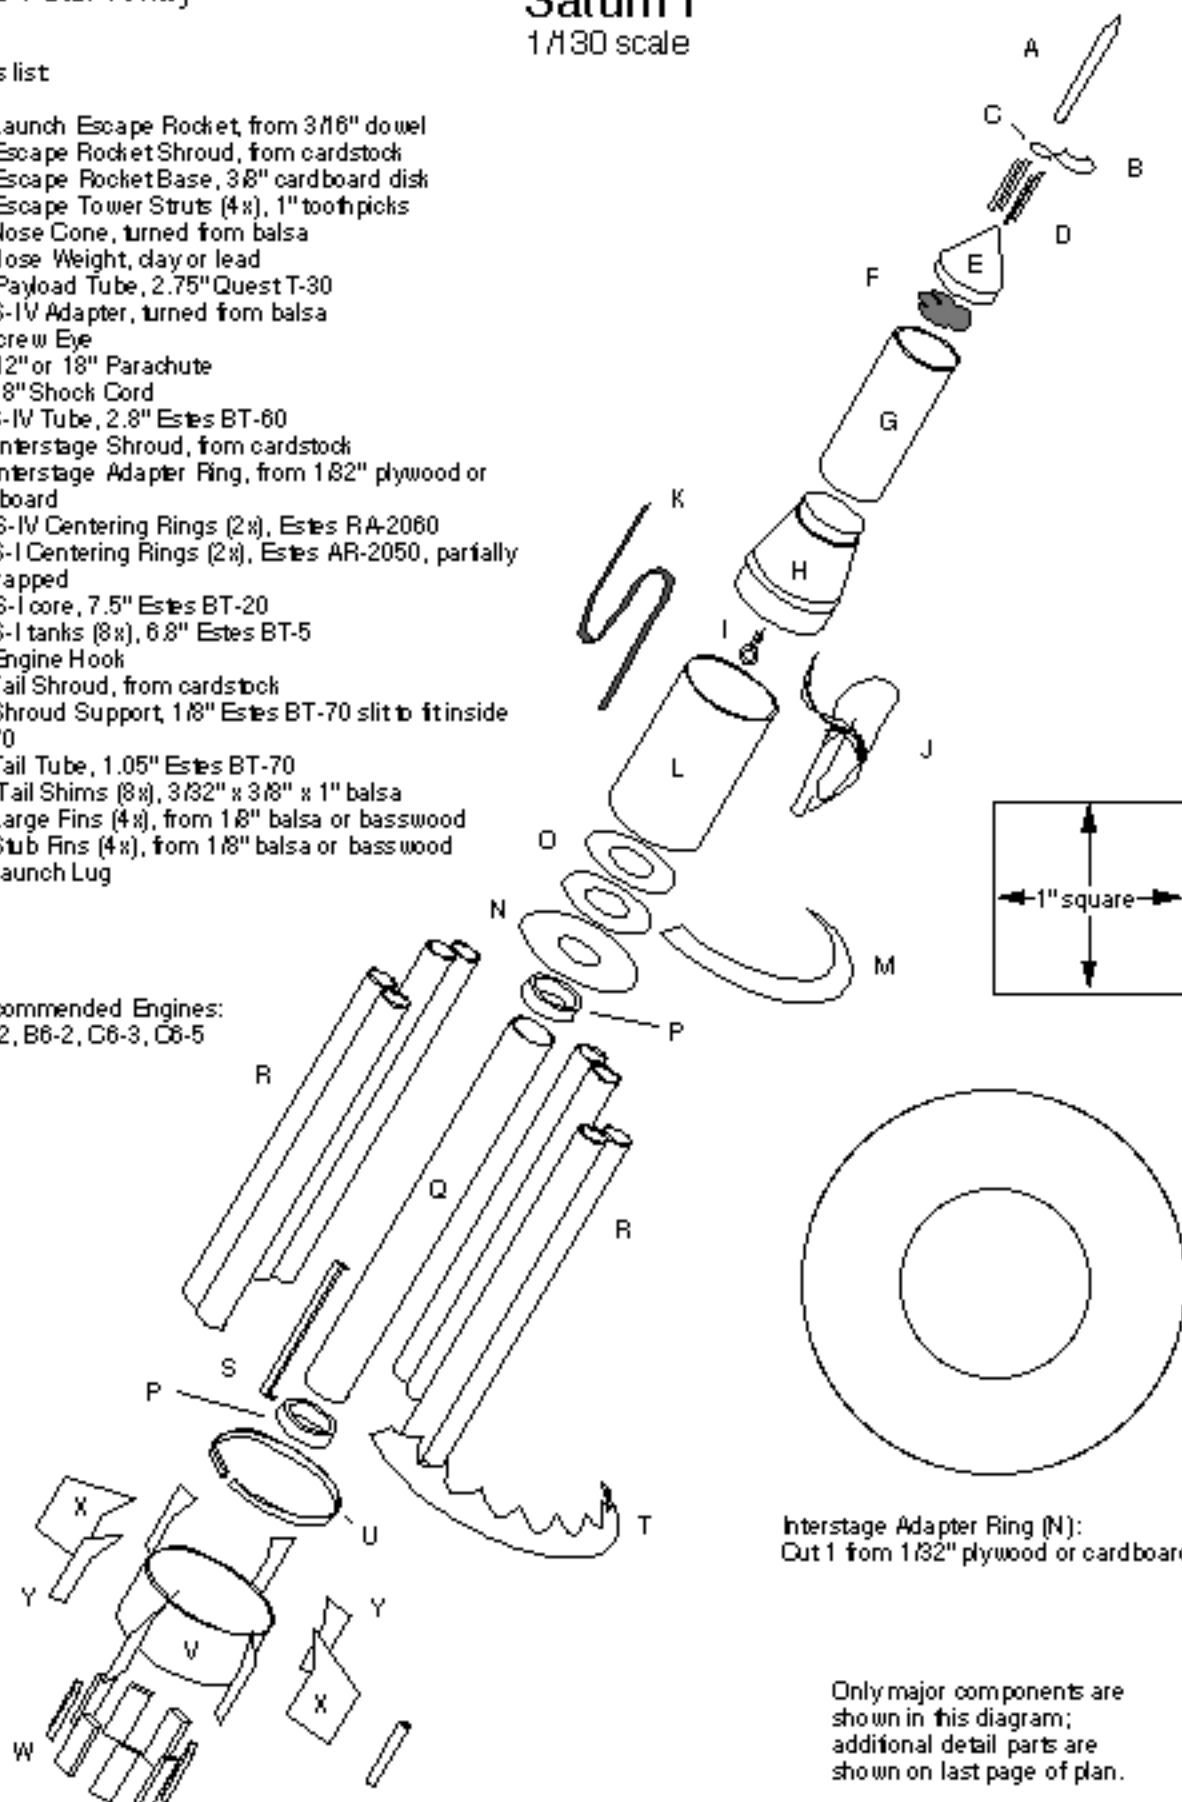 Saturn I
1/130 scale
s list
aunch Escape Rocket, from 3/16" dowel
Escape Rocket Shroud, from cardstock
Escape Rocket Base, 3/8" cardboard disk
Escape Tower Struts (4x), 1" toothpicks
Nose Cone, turned from balsa
Nose Weight, clay or lead
Payload Tube, 2.75" Quest T-30
S-IV Adapter, turned from balsa
crew Eye
12" or 18" Parachute
18" Shock Cord
S-IV Tube, 2.8" Estes BT-60
nterstage Shroud, from cardstock
nterstage Adapter Ring, from 1/32" plywood or
board
S-IV Centering Rings (2x), Estes RA-2060
S-I Centering Rings (2x), Estes AR-2050, partially
rapped
S-I core, 7.5" Estes BT-20
S-I tanks (8x), 6.8" Estes BT-5
Engine Hook
Tail Shroud, from cardstock
Shroud Support, 1/8" Estes BT-70 slit to fit inside
70
Tail Tube, 1.05" Estes BT-70
Tail Shims (8x), 3/32" x 3/8" x 1" balsa
Large Fins (4x), from 1/8" balsa or basswood
Stub Fins (4x), from 1/8" balsa or basswood
aunch Lug
commended Engines:
2, B6-2, C6-3, C6-5
A
C
B
D
E
F
G
K
H
I
J
L
O
1" square
N
M
P
R
Q
R
S
P
T
U
X
Y
Y
V
X
W
Interstage Adapter Ring (N):
Cut 1 from 1/32" plywood or cardboard
Only major components are
shown in this diagram;
additional detail parts are
shown on last page of plan.